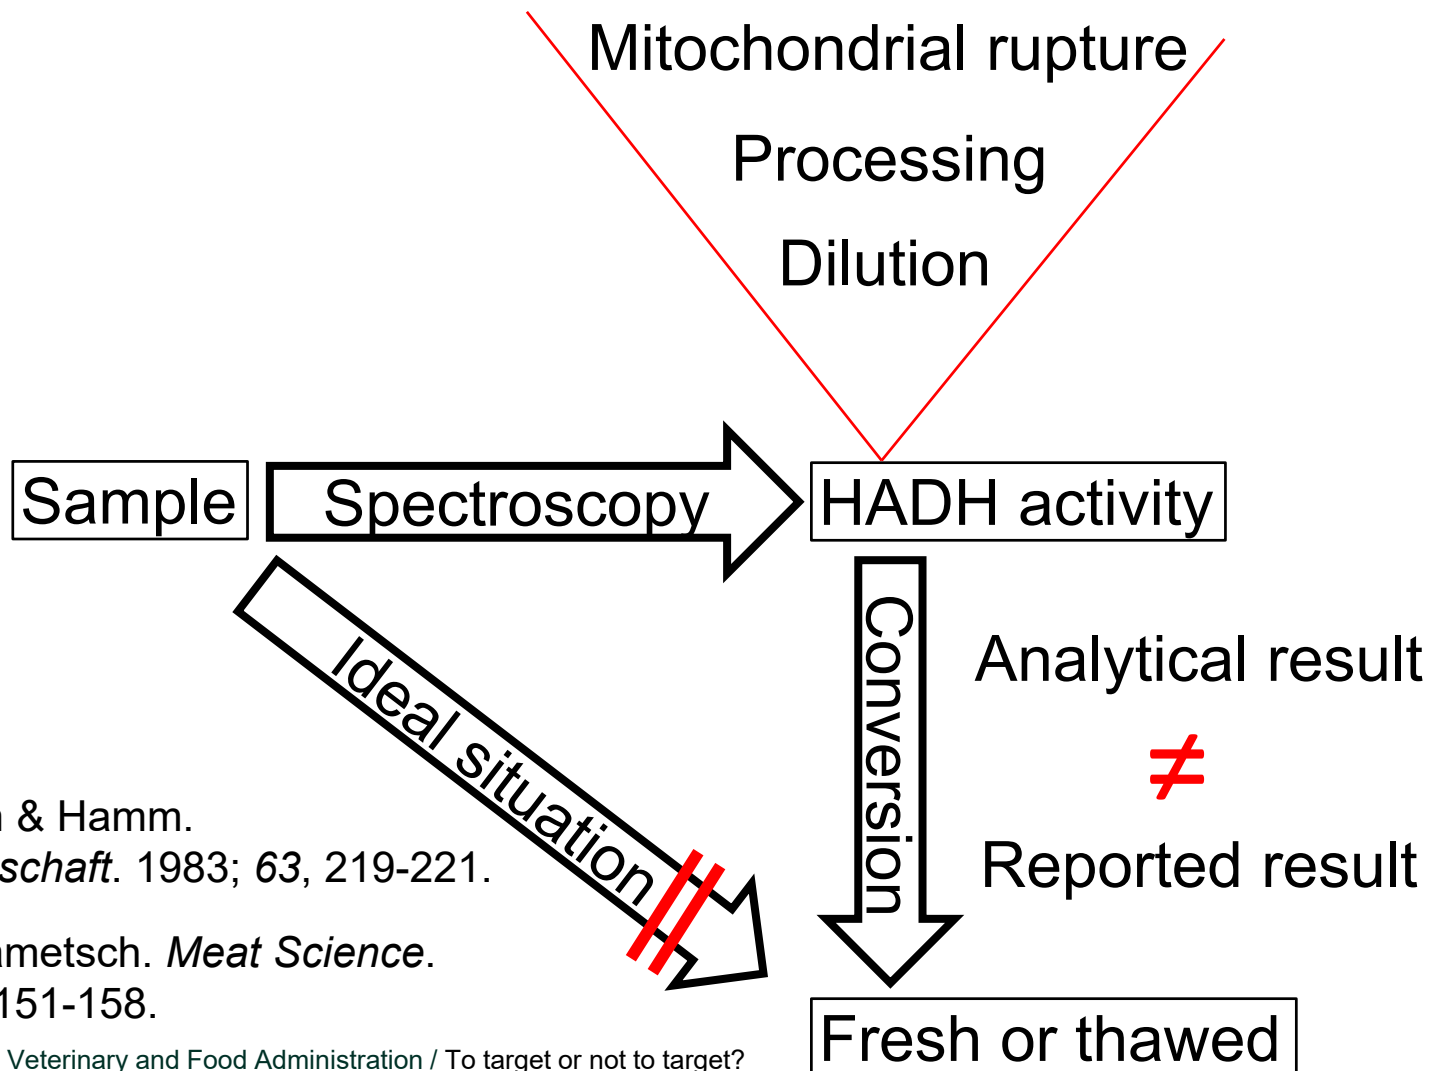 Mitochondrial rupture
Processing
Dilution
Sample
Spectroscopy
HADH activity
Ideal situation
Conversion
Analytical result
≠
Reported result
& Hamm.
schaft. 1983; 63, 219-221.
ametsch. Meat Science.
151-158.
Fresh or thawed
Veterinary and Food Administration / To target or not to target?